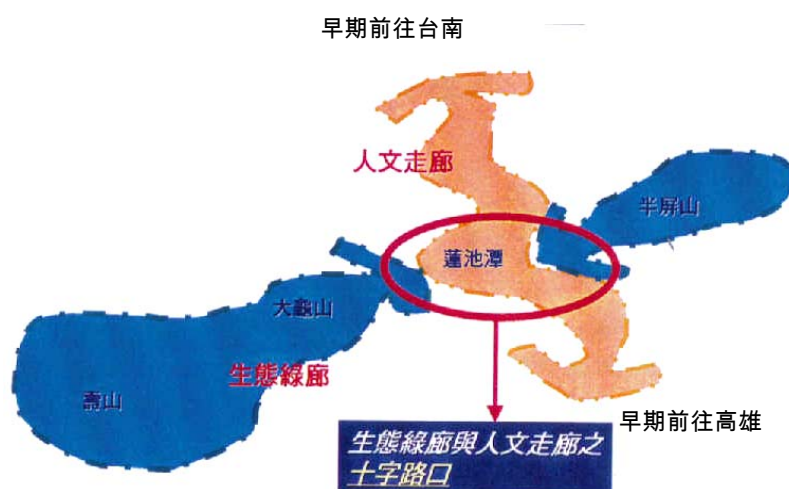 早期前往台南
人文走廊
半屏山
蓮池潭
大龜山
生態綠廊
壽山
早期前往高雄
生態綠廊與人文走廊之
十字路口